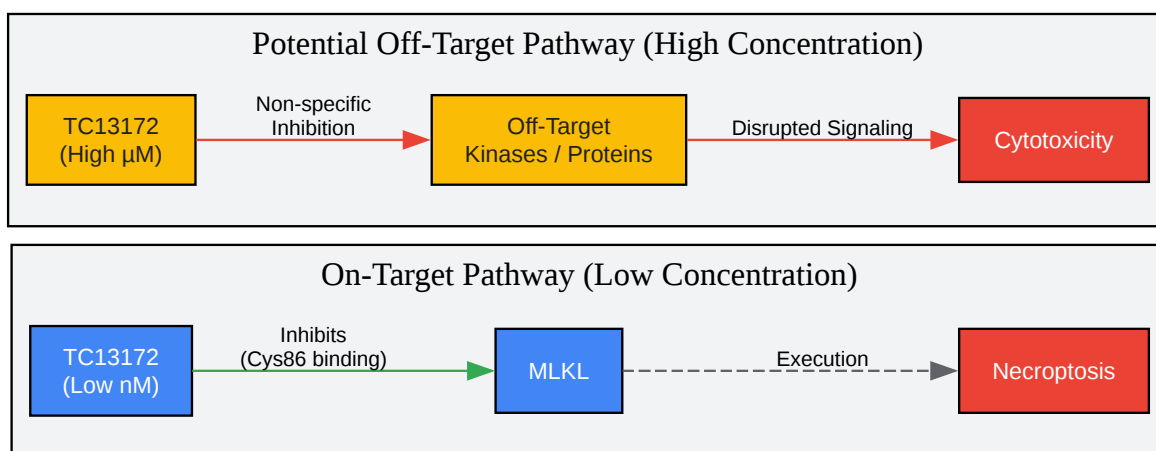 Potential Off-Target Pathway (High Concentration)
TC13172
(High µM)
Non-specific
Inhibition
Off-Target
Kinases / Proteins
Disrupted Signaling
Cytotoxicity
On-Target Pathway (Low Concentration)
TC13172
(Low nM)
Inhibits
(Cys86 binding)
MLKL
Execution
Necroptosis